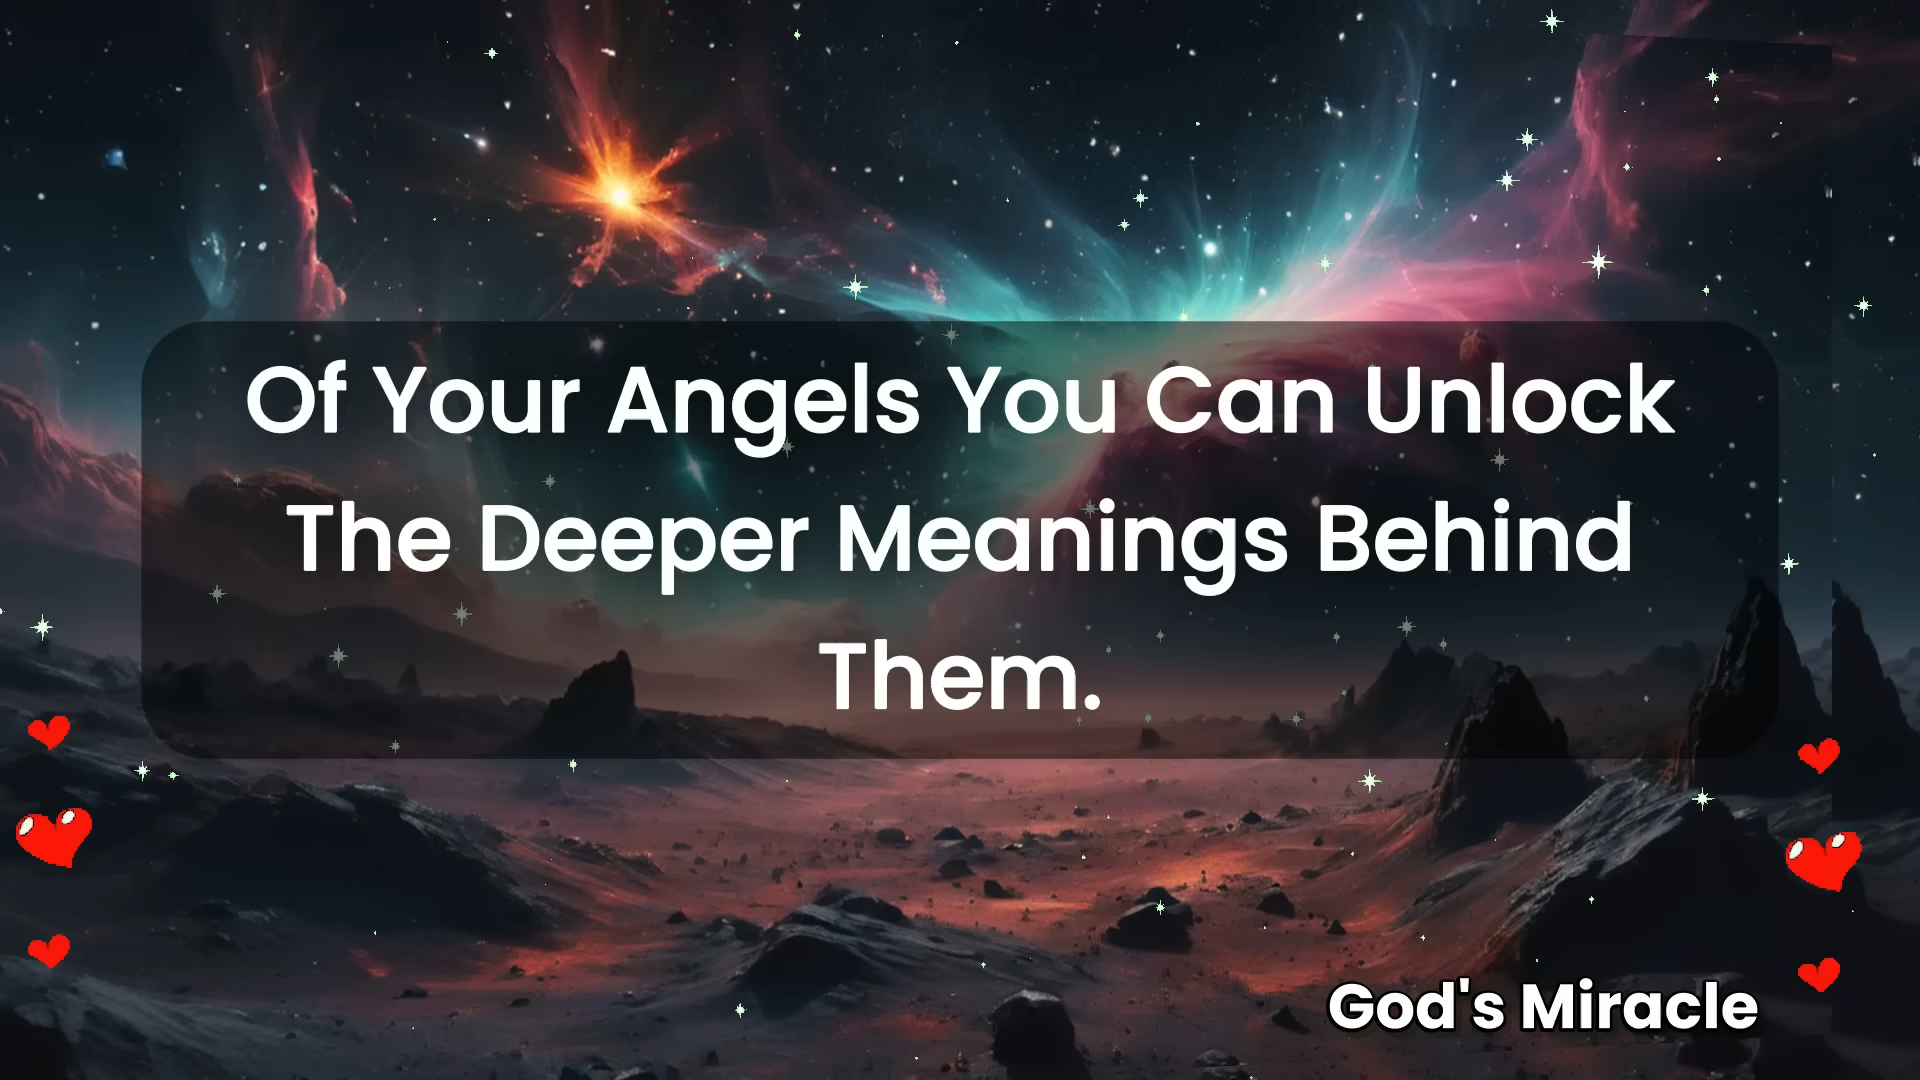 Of Your Angels You Can Unlock
The Deeper Meanings Behind
Them.
God's Miracle